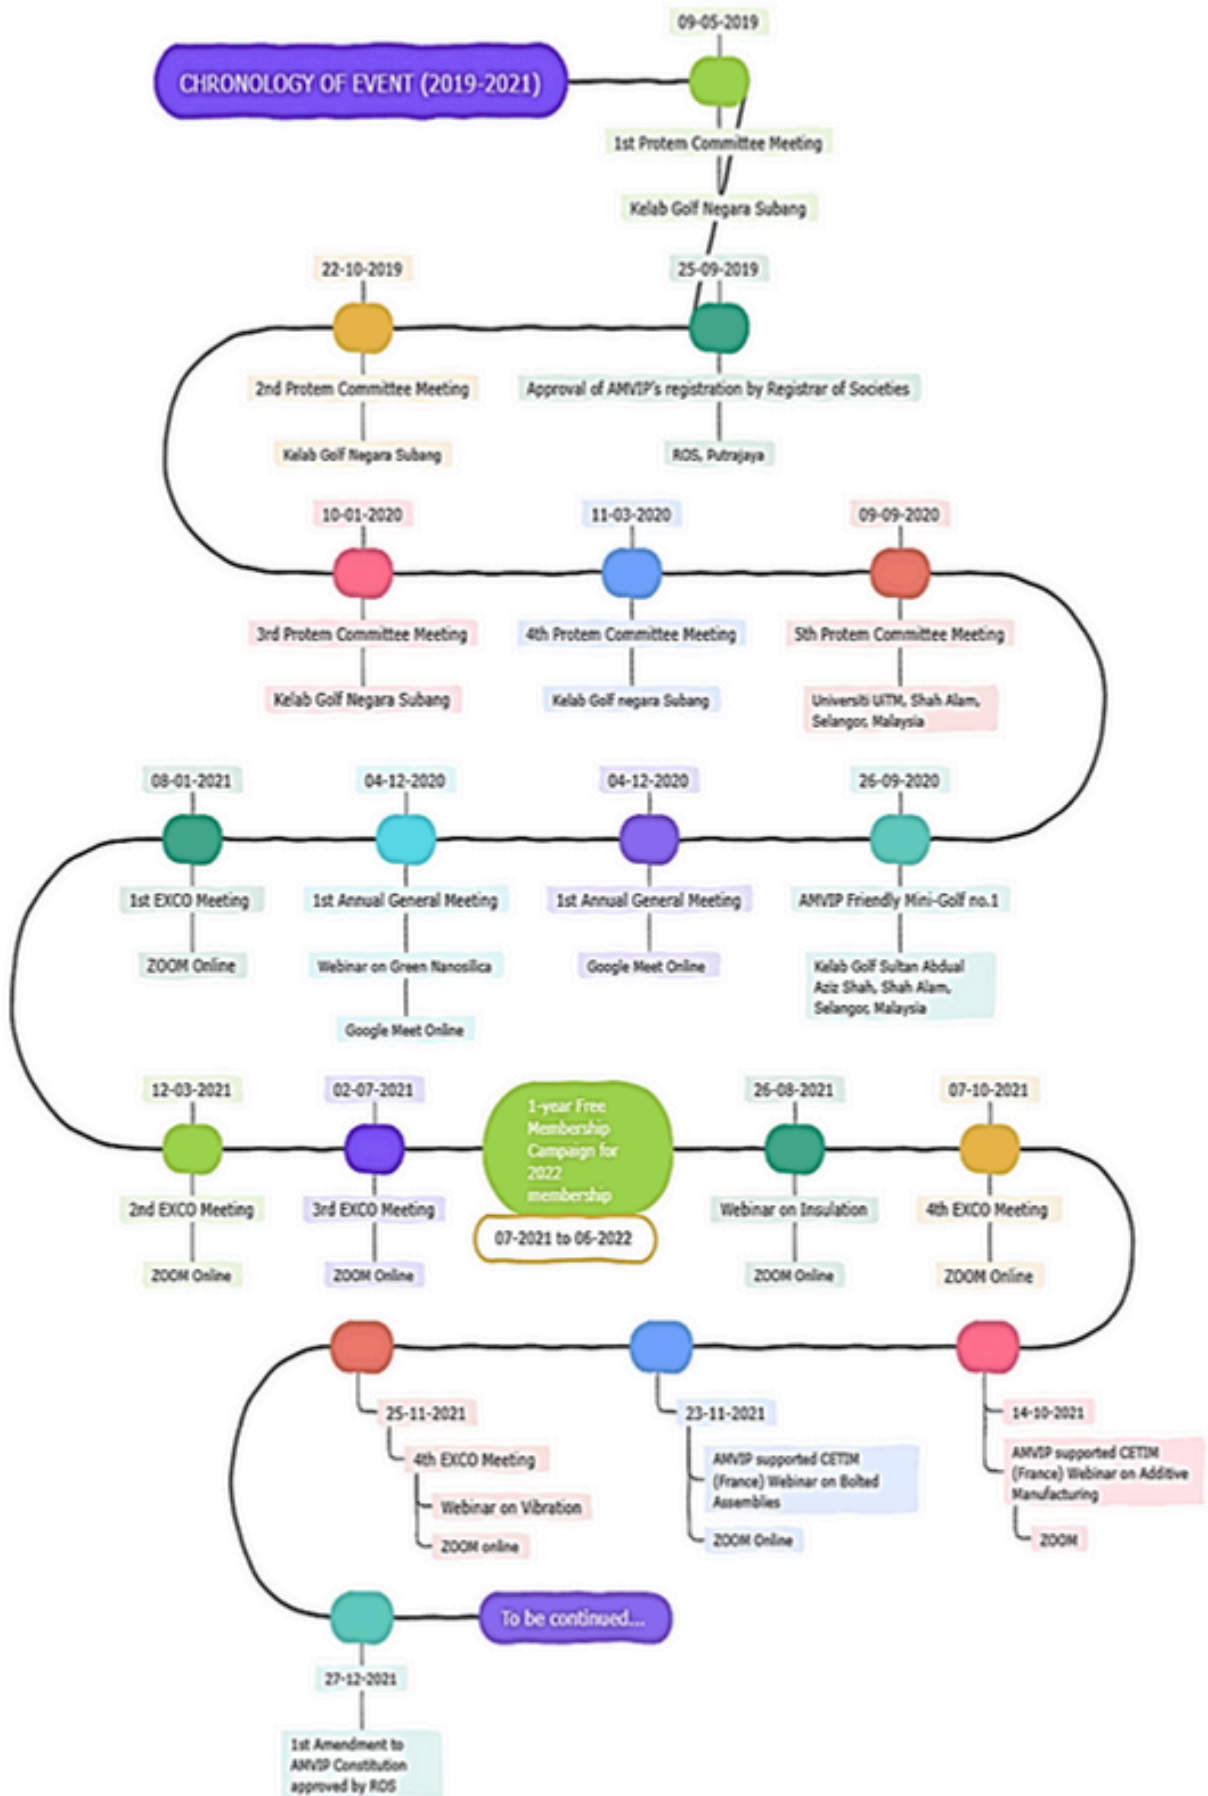 CHRONOLOGY OF EVENT (2019-2021)
09-05-2019
1st Protem Committee Meeting
Kelab Golf Negara Subang
25-09-2019
Approval of AMVIP's registration by Registrar of Societies
ROS, Putrajaya
22-10-2019
2nd Protem Committee Meeting
Kelab Golf Negara Subang
10-01-2020
3rd Protem Committee Meeting
Kelab Golf Negara Subang
11-03-2020
4th Protem Committee Meeting
Kelab Golf negara Subang
09-09-2020
5th Protem Committee Meeting
Universiti UiTM, Shah Alam,
Selangor, Malaysia
26-09-2020
AMVIP Friendly Mini-Golf no.1
Kelab Golf Sultan Abdual
Aziz Shah, Shah Alam,
Selangor, Malaysia
04-12-2020
1st Annual General Meeting
Google Meet Online
04-12-2020
1st Annual General Meeting
Webinar on Green Nanosilica
Google Meet Online
08-01-2021
1st EXCO Meeting
ZOOM Online
12-03-2021
2nd EXCO Meeting
ZOOM Online
02-07-2021
3rd EXCO Meeting
ZOOM Online
1-year Free
Membership
Campaign for
2022
membership
07-2021 to 06-2022
26-08-2021
Webinar on Insulation
ZOOM Online
07-10-2021
4th EXCO Meeting
ZOOM Online
14-10-2021
AMVIP supported CETIM
(France) Webinar on Additive
Manufacturing
ZOOM
23-11-2021
AMVIP supported CETIM
(France) Webinar on Bolted
Assemblies
ZOOM Online
25-11-2021
4th EXCO Meeting
Webinar on Vibration
ZOOM online
27-12-2021
1st Amendment to
AMVIP Constitution
approved by ROS
To be continued...